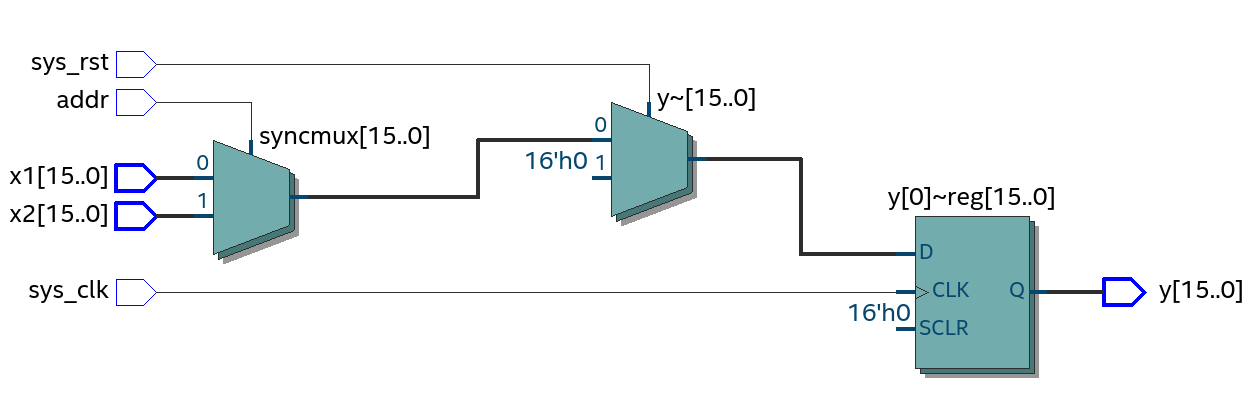 sys_rst
y~[15..0]
addr
syncmux[15..0]
0
16'h0
1
x1[15..0]
0
x2[15..0]
1
y[0]~reg[15..0]
D
sys_clk
CLK
Q
y[15..0]
16'h0
SCLR